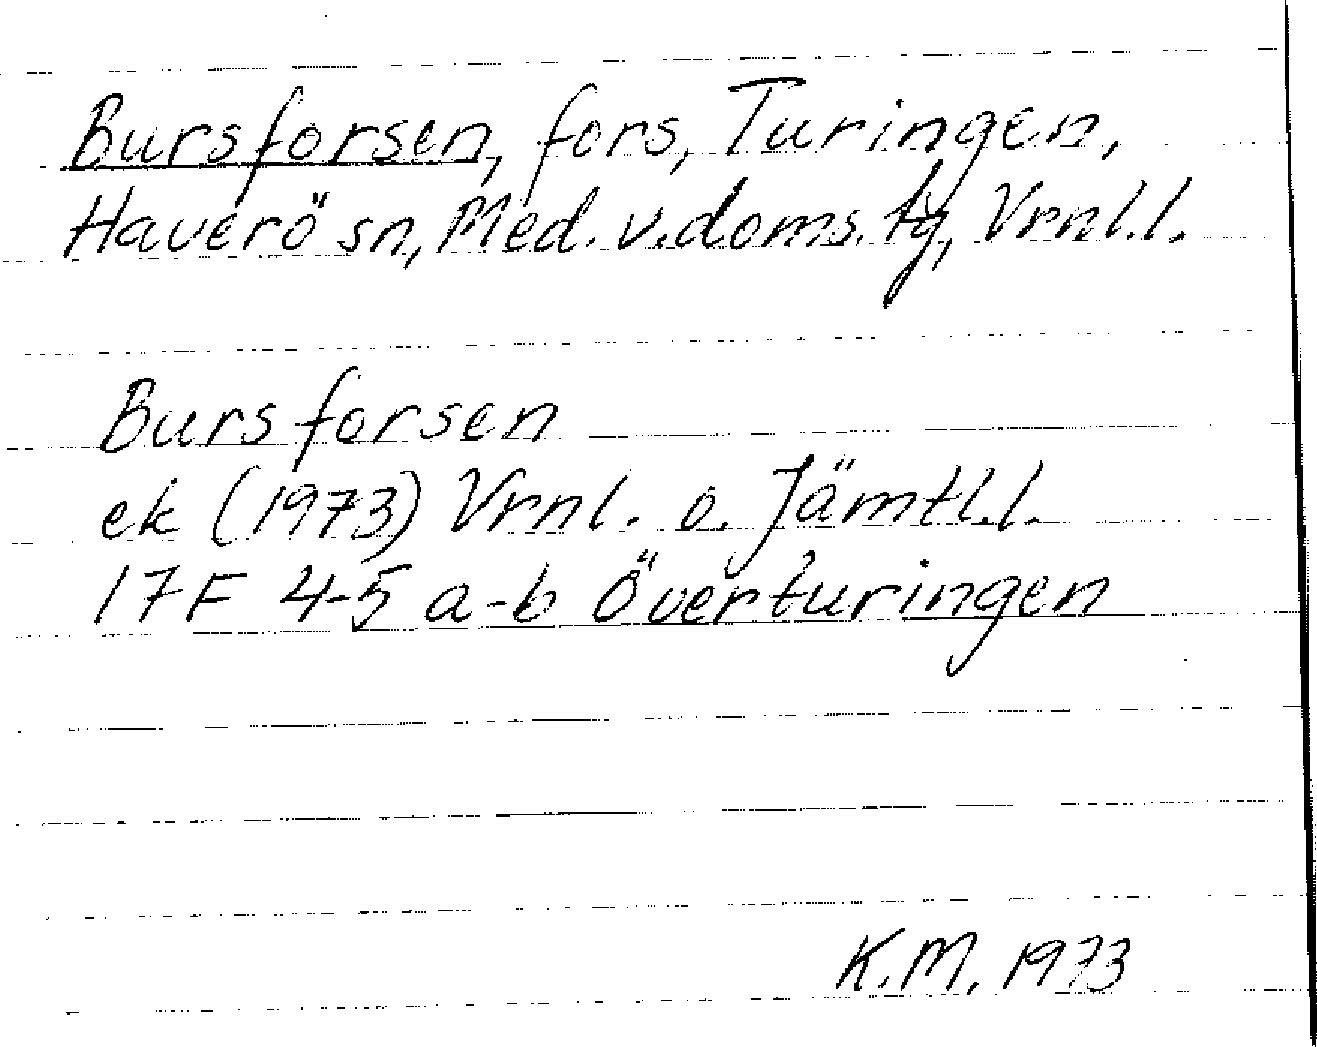 Bursforsen, fors, Turingen,
Haverö sn, Med. v. doms. tg, Vrnl.l.
Bursforsen
ek (1973) Vrnl. o. Jämtl.l.
17F 4-5 a-b Överturingen
K.M. 1973